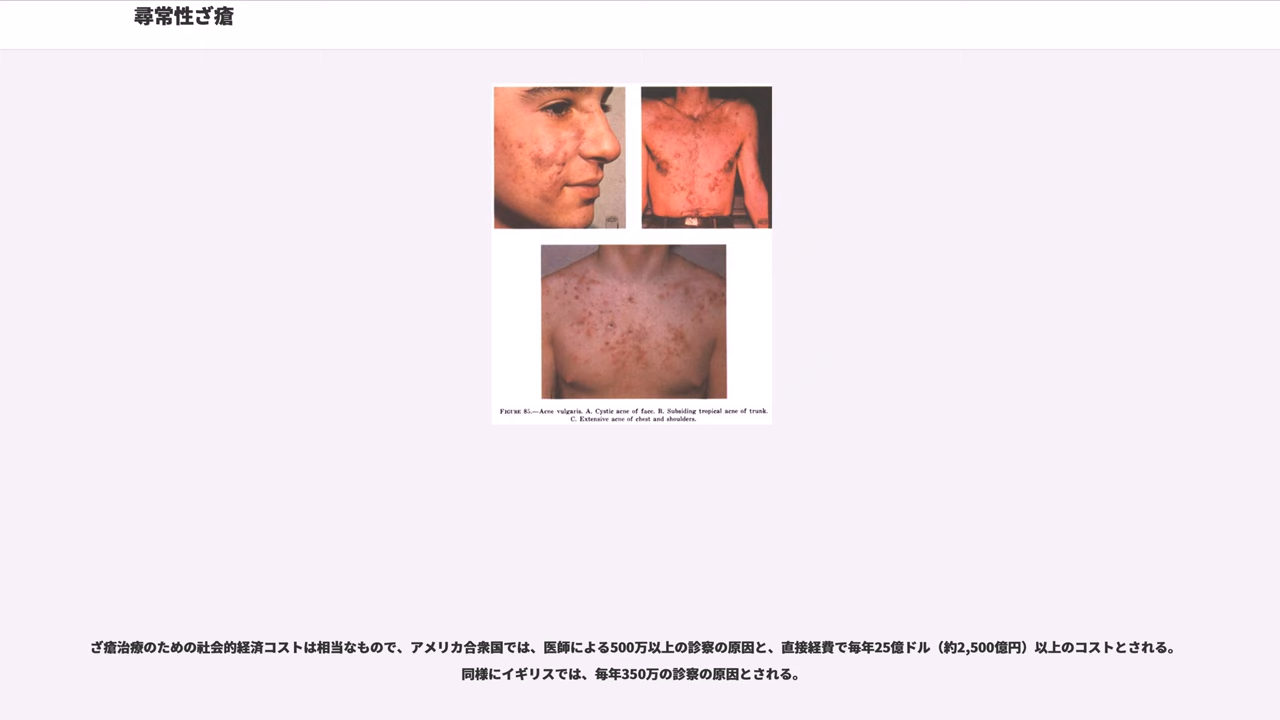 尋常性ざ瘡
FIGURE 85.—Acne vulgaris. A. Cystic acne of face. B. Subsiding tropical acne of trunk.
C. Extensive acne of chest and shoulders.
ざ瘡治療のための社会的経済コストは相当なもので、アメリカ合衆国では、医師による500万以上の診察の原因と、直接経費で毎年25億ドル（約2,500億円）以上のコストとされる。
同様にイギリスでは、毎年350万の診察の原因とされる。